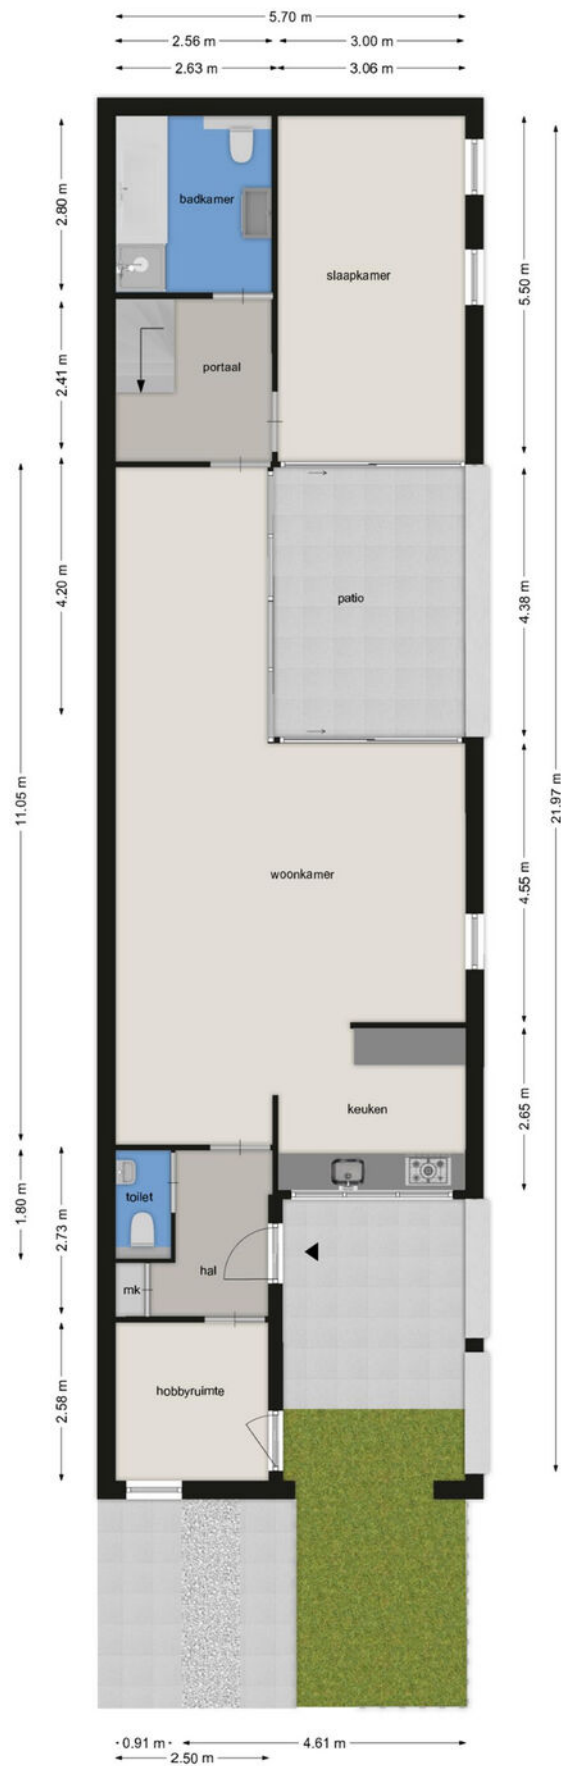 5.70 m
2.56 m 3.00 m
2.63 m 3.06 m
badkamer
2.80 m
slaapkamer
5.50 m
portaal
2.41 m
patio
4.20 m
4.38 m
11.05 m
21.97 m
woonkamer
4.55 m
keuken
2.65 m
toilet
1.80 m
2.73 m
hal
mk
hobbyruimte
2.58 m
0.91 m 4.61 m
2.50 m